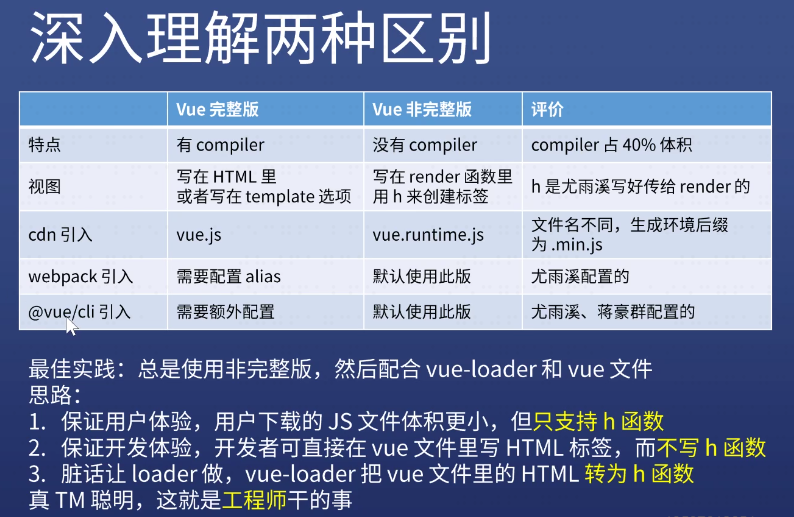 深入理解两种区别
Vue 完整版 Vue 非完整版 评价
特点 有 compiler 没有 compiler compiler 占 40% 体积
视图 写在 HTML 里 写在 render 函数里 h 是尤雨溪写好传给 render 的
或者写在 template 选项 用 h 来创建标签
cdn 引入 vue.js vue.runtime.js 文件名不同，生成环境后缀
为 .min.js
webpack 引入 需要配置 alias 默认使用此版 尤雨溪配置的
@vue/cli 引入 需要额外配置 默认使用此版 尤雨溪、蒋豪群配置的
最佳实践：总是使用非完整版，然后配合 vue-loader 和 vue 文件
思路：
1. 保证用户体验，用户下载的 JS 文件体积更小，但只支持 h 函数
2. 保证开发体验，开发者可直接在 vue 文件里写 HTML 标签，而不写 h 函数
3. 脏话让 loader 做，vue-loader 把 vue 文件里的 HTML 转为 h 函数
真 TM 聪明，这就是工程师干的事